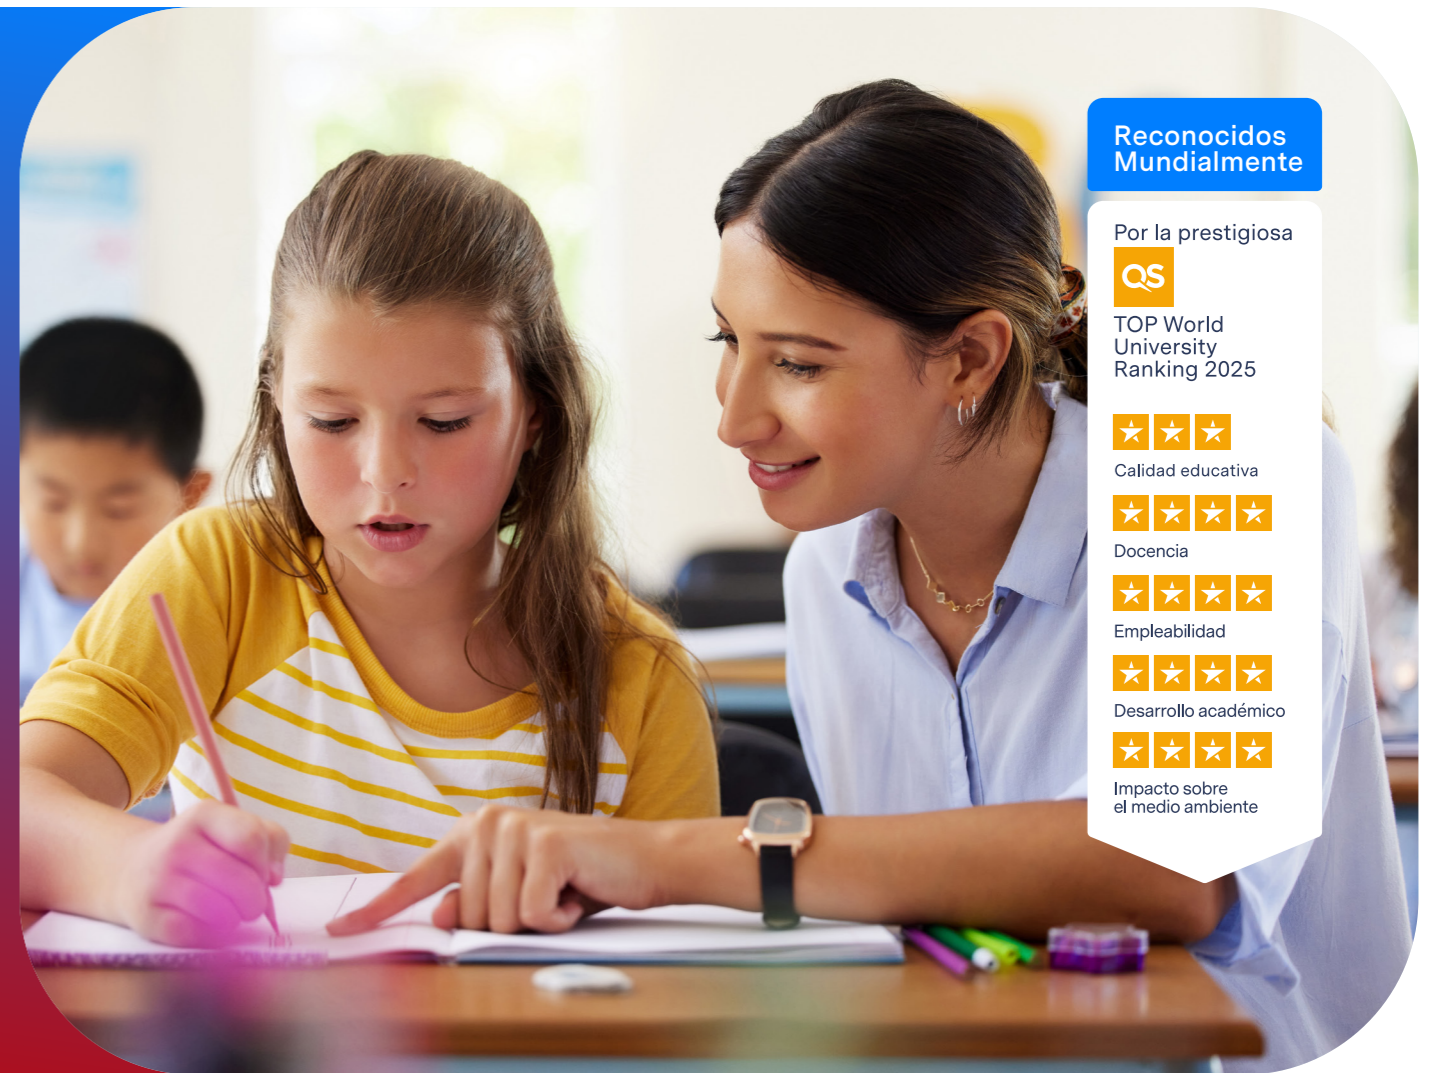 Reconocidos
Mundialmente
Por la prestigiosa
QS
TOP World
University
Ranking 2025
Calidad educativa
Docencia
Empleabilidad
Desarrollo académico
Impacto sobre
el medio ambiente